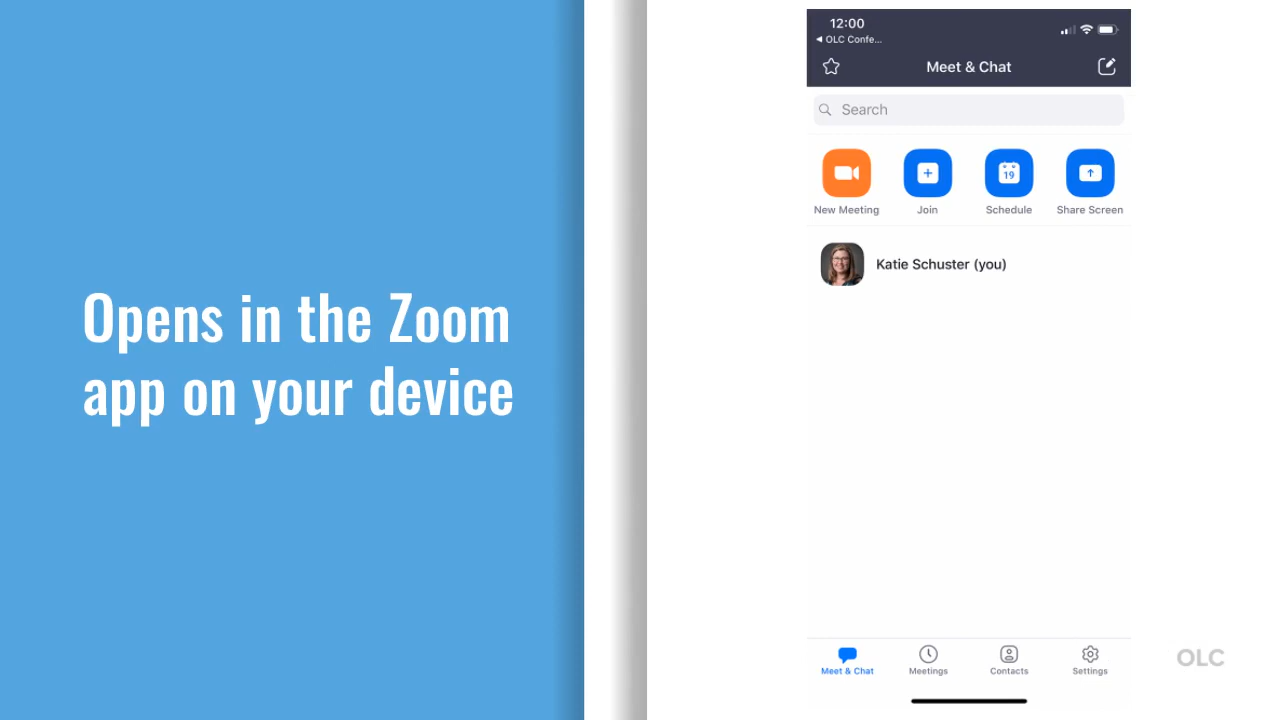 Opens in the Zoom
app on your device
12:00
OLC Confe...
Meet & Chat
Search
19
New Meeting
Join
Schedule
Share Screen
Katie Schuster (you)
Meet & Chat
Meetings
Contacts
Settings
OLC